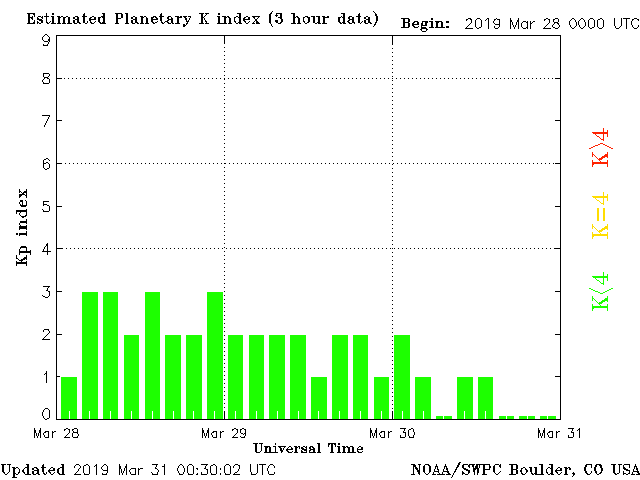 Estimated Planetary K index (3 hour data)
Begin: 2019 Mar 28 0000 UTC
9
8
7
6
5
4
3
2
1
0
Kp index
K>4
K=4
K<4
Mar 28
Mar 29
Mar 30
Mar 31
Universal Time
Updated 2019 Mar 31 00:30:02 UTC
NOAA/SWPC Boulder, CO USA